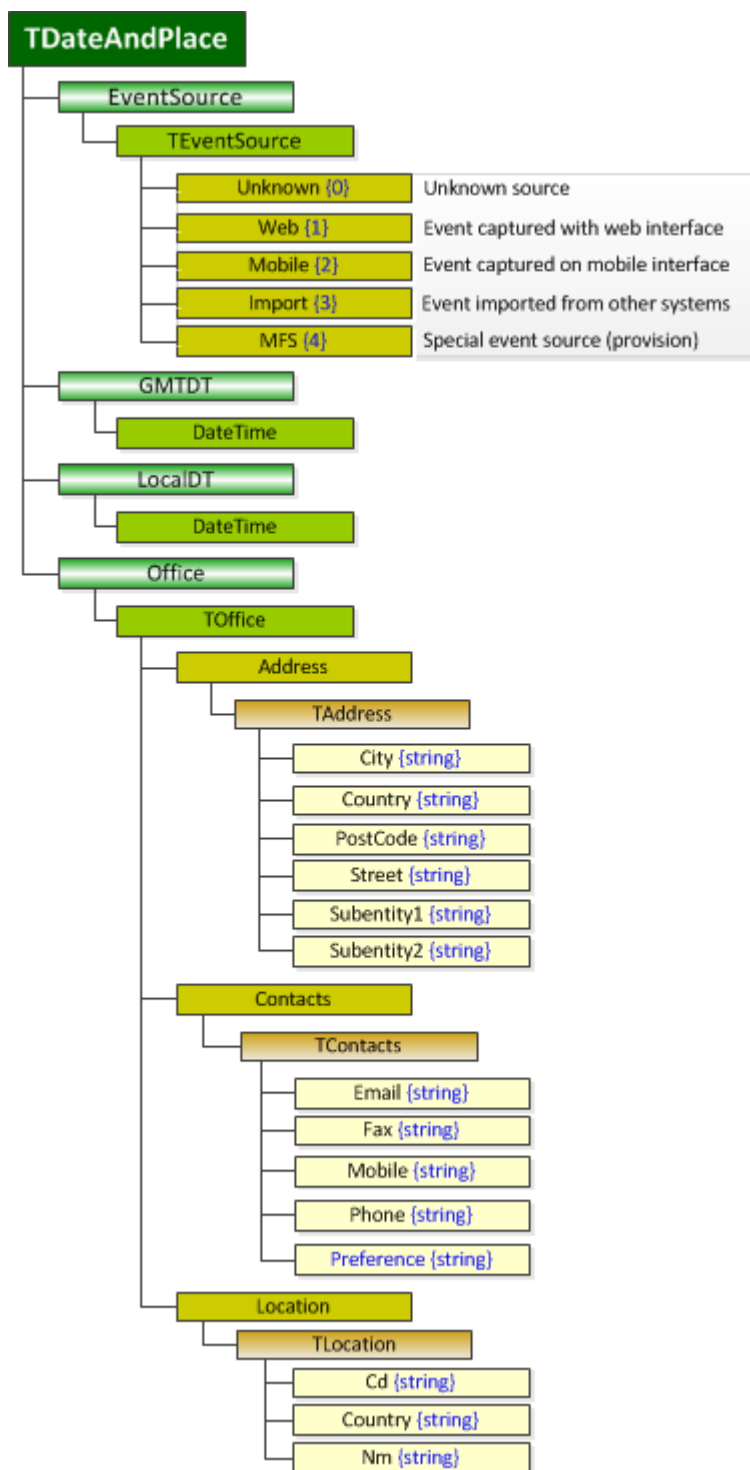 TDateAndPlace
EventSource
TEventSource
Unknown {0} Unknown source
Web {1} Event captured with web interface
Mobile {2} Event captured on mobile interface
Import {3} Event imported from other systems
MFS {4} Special event source (provision)
GMTDT
DateTime
LocalDT
DateTime
Office
TOffice
Address
TAddress
City {string}
Country {string}
PostCode {string}
Street {string}
Subentity1 {string}
Subentity2 {string}
Contacts
TContacts
Email {string}
Fax {string}
Mobile {string}
Phone {string}
Preference {string}
Location
TLocation
Cd {string}
Country {string}
Nm {string}